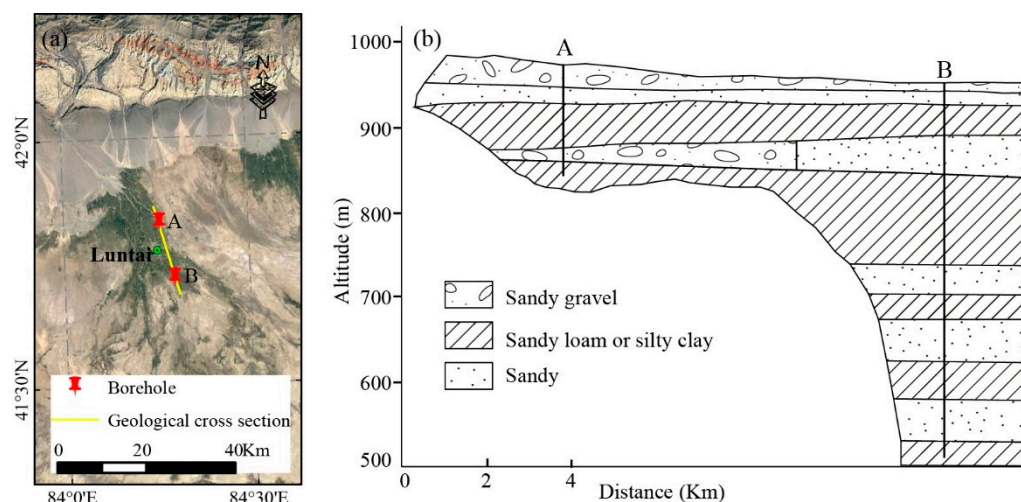 (a)
N
42°0'N
A
Luntai
B
41°30'N
Borehole
Geological cross section
0 20 40Km
84°0'E 84°30'E
(b)
1000
A
B
900
Altitude (m)
800
Sandy gravel
700
Sandy loam or silty clay
600
Sandy
500
0 2 4
Distance (Km)